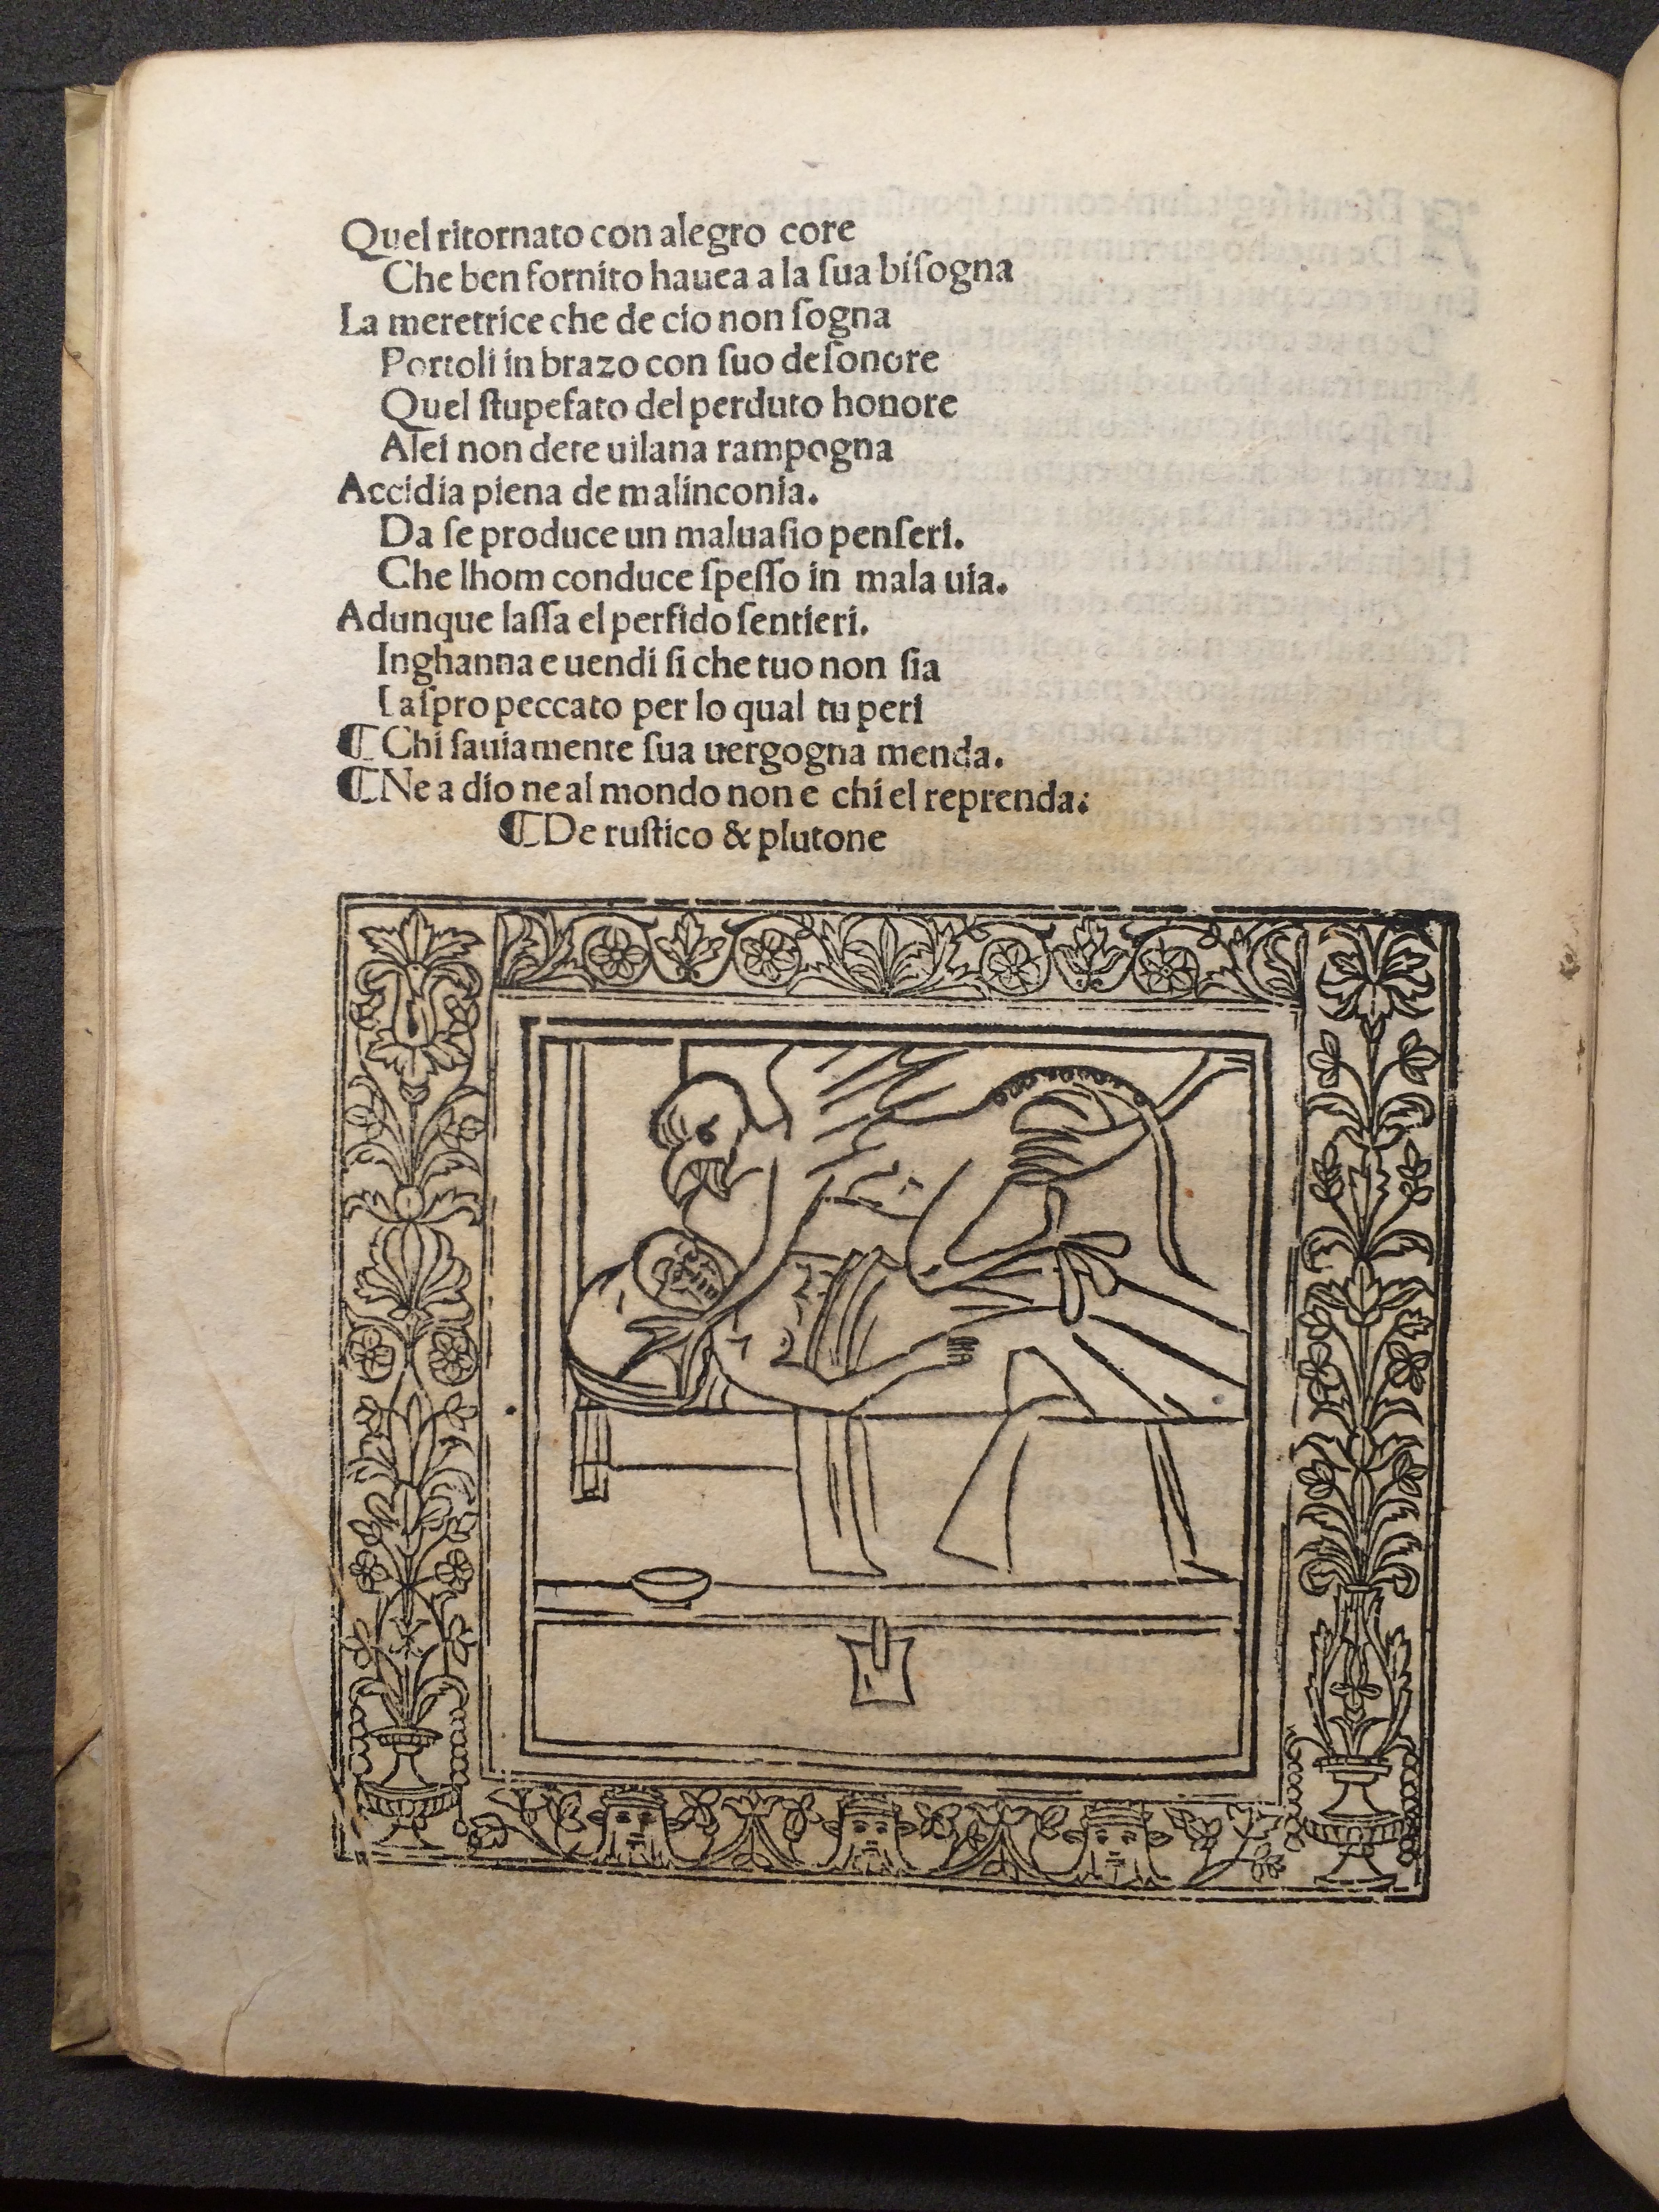 Quel ritornato con alegro core
Che ben fornito hauea a la ſua biſogna
La meretrice che de cio non ſogna
Portoli in brazo con ſuo deſonore
Quel ſtupefato del perduto honore
Alei non dete uilana rampogna
Accidia piena de malinconia.
Da ſe produce un maluaſio penſeri.
Che lhom conduce ſpeſſo in mala uia.
Adunque laſſa el perfido ſentieri.
Inghanna e uendi ſi che tuo non ſia
Laſpro peccato per lo qual tu peri
¶ Chi ſauiamente ſua uergogna menda.
¶ Ne a dio ne al mondo non e chi el reprenda:
¶ De ruſtico & plutone